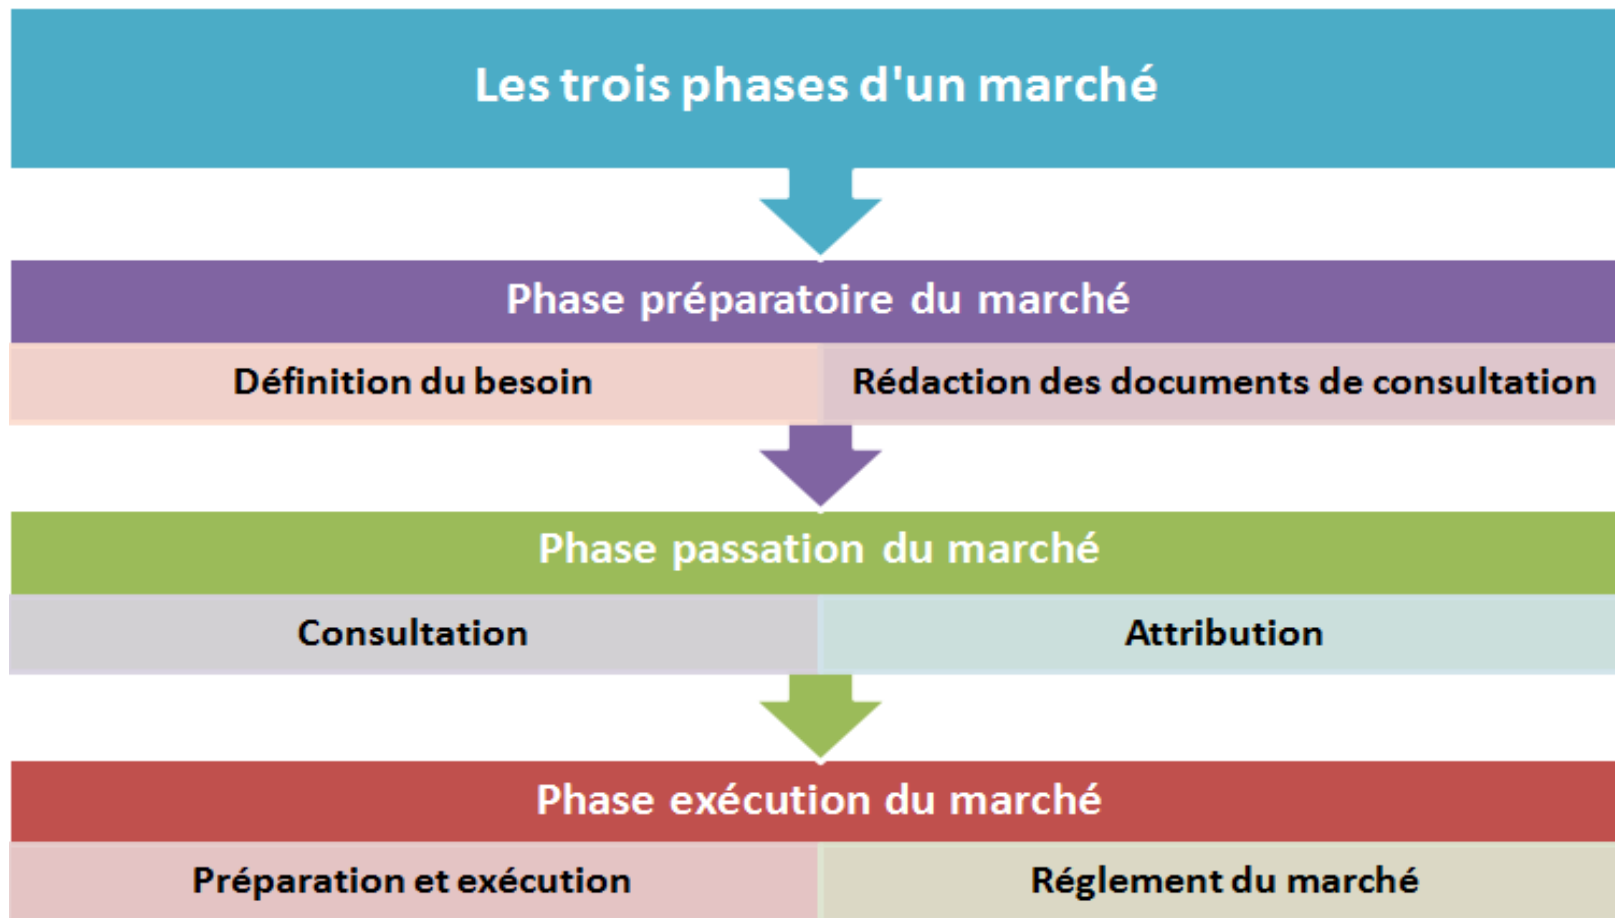 Les trois phases d'un marché
Phase préparatoire du marché
Définition du besoin
Rédaction des documents de consultation
Phase passation du marché
Consultation
Attribution
Phase exécution du marché
Préparation et exécution
Réglement du marché